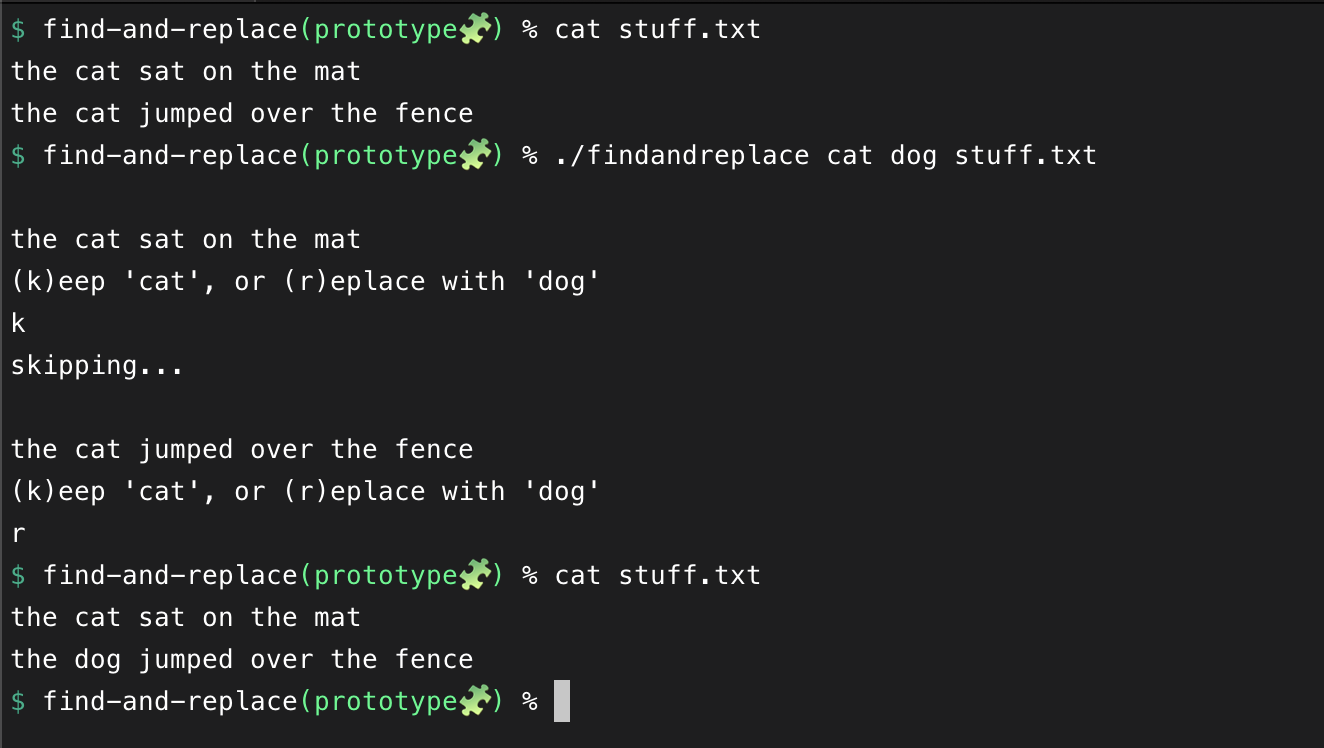 $ find-and-replace(prototype🧩) % cat stuff.txt
the cat sat on the mat
the cat jumped over the fence
$ find-and-replace(prototype🧩) % ./findandreplace cat dog stuff.txt
the cat sat on the mat
(k)eep 'cat', or (r)eplace with 'dog'
k
skipping...
the cat jumped over the fence
(k)eep 'cat', or (r)eplace with 'dog'
r
$ find-and-replace(prototype🧩) % cat stuff.txt
the cat sat on the mat
the dog jumped over the fence
$ find-and-replace(prototype🧩) %